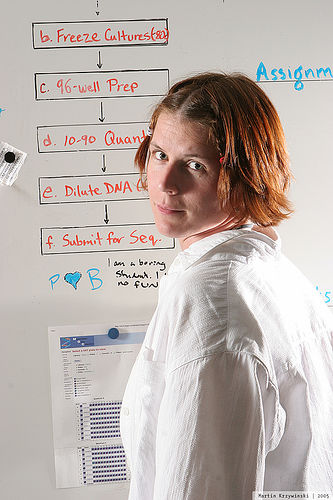 b. Freeze Cultures (-80)
c. 96-well Prep
d. 10-90 Quant
e. Dilute DNA
f. Submit for Seq.
Assignm
P B
I am a boring
student. I
no fun
Martin Krzywinski | 2005